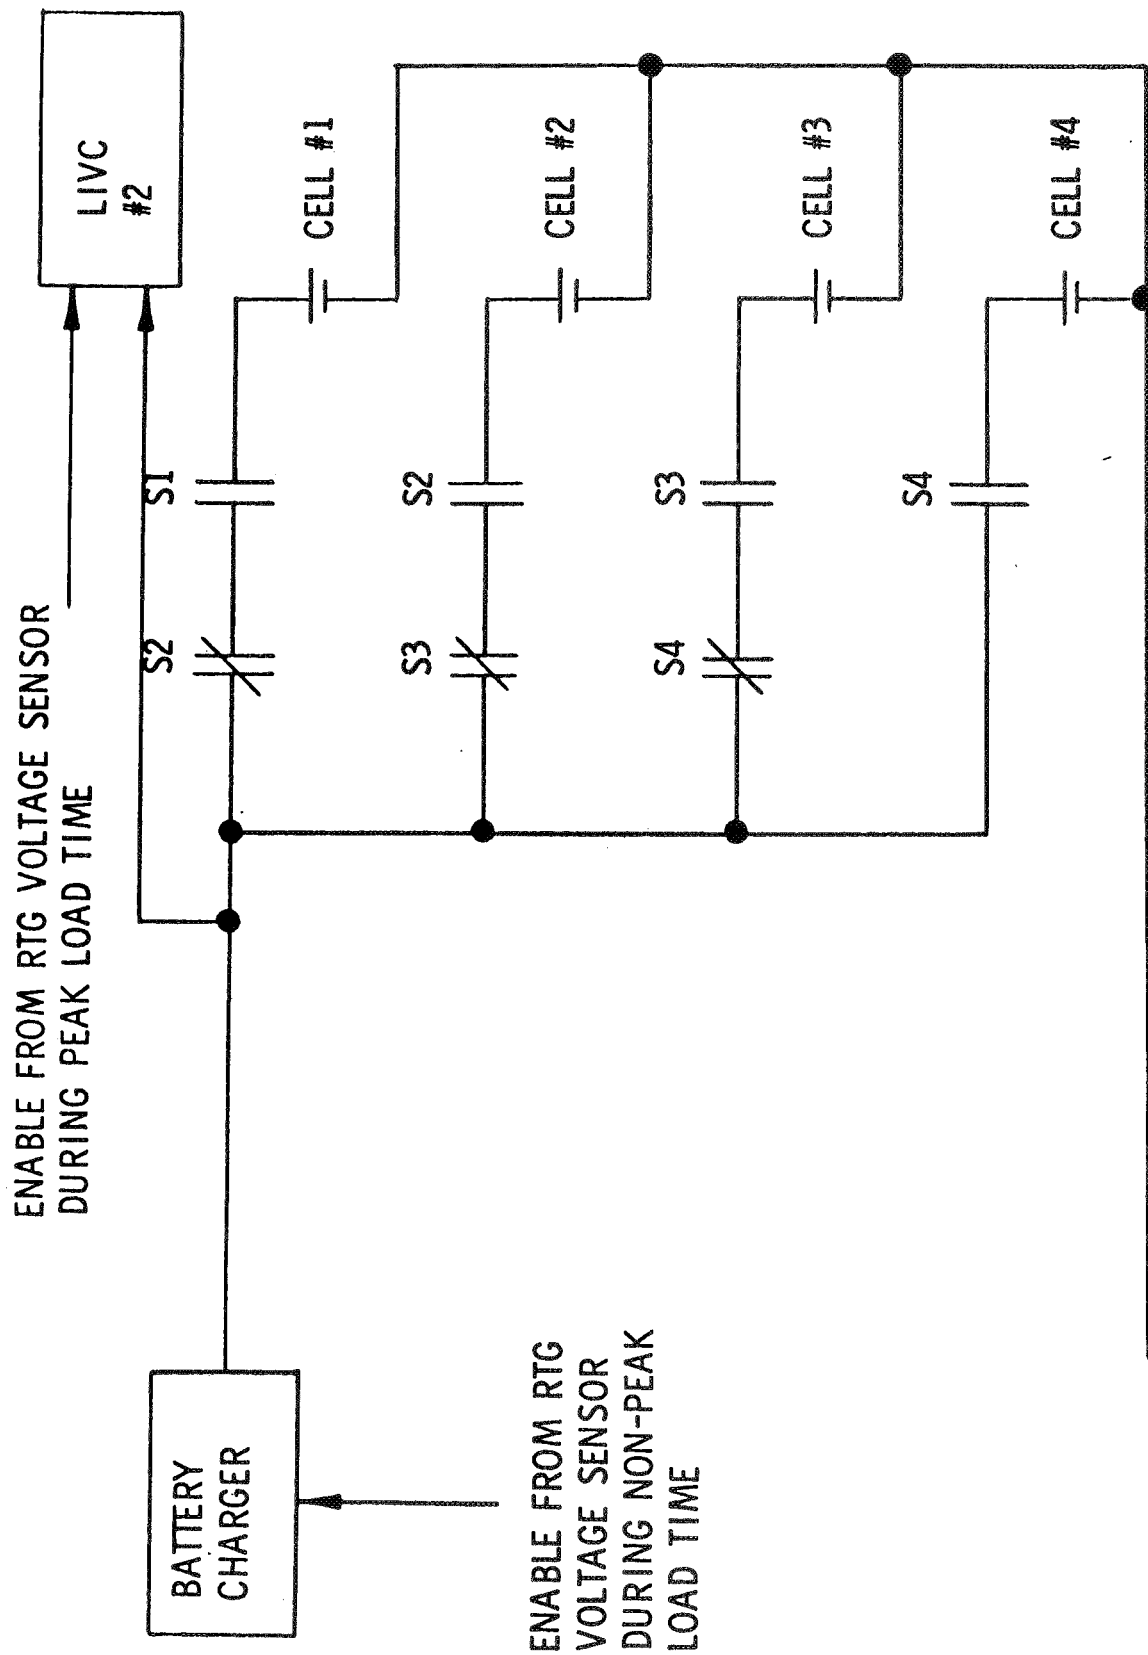 ENABLE FROM RTG VOLTAGE SENSOR
DURING PEAK LOAD TIME
LIVC
#2
BATTERY
CHARGER
ENABLE FROM RTG
VOLTAGE SENSOR
DURING NON-PEAK
LOAD TIME
S2
S1
CELL #1
S3
S2
CELL #2
S4
S3
CELL #3
S4
CELL #4